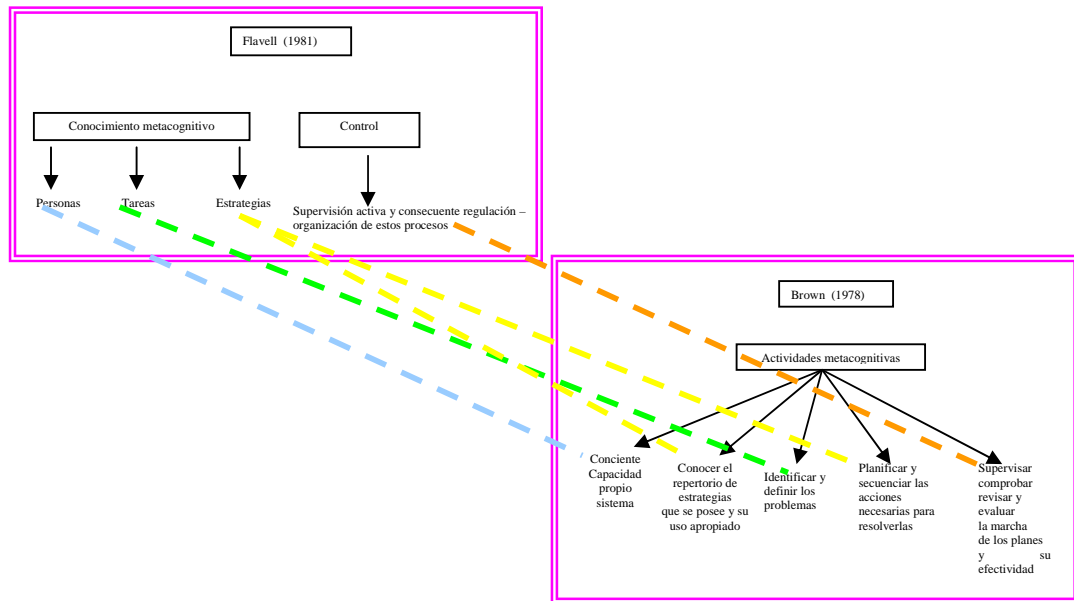 Flavell (1981)
Conocimiento metacognitivo
Control
Personas
Tareas
Estrategias
Supervisión activa y consecuente regulación –
organización de estos procesos
Brown (1978)
Actividades metacognitivas
Conciente
Capacidad
propio
sistema
Conocer el
repertorio de
estrategias
que se posee y su
uso apropiado
Identificar y
definir los
problemas
Planificar y
secuenciar las
acciones
necesarias para
resolverlas
Supervisar
comprobar
revisar y
evaluar
la marcha
de los planes
y su
efectividad